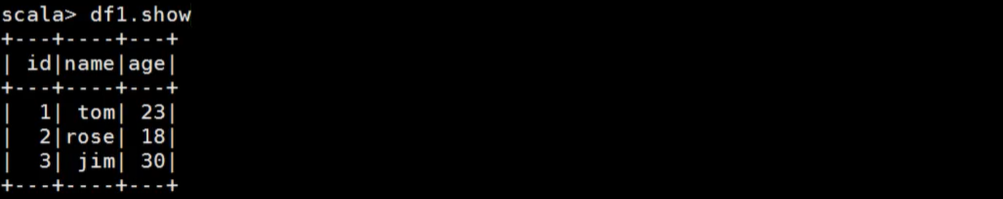 scala> df1.show
+---+----+---+
| id|name|age|
+---+----+---+
|  1| tom| 23|
|  2|rose| 18|
|  3| jim| 30|
+---+----+---+